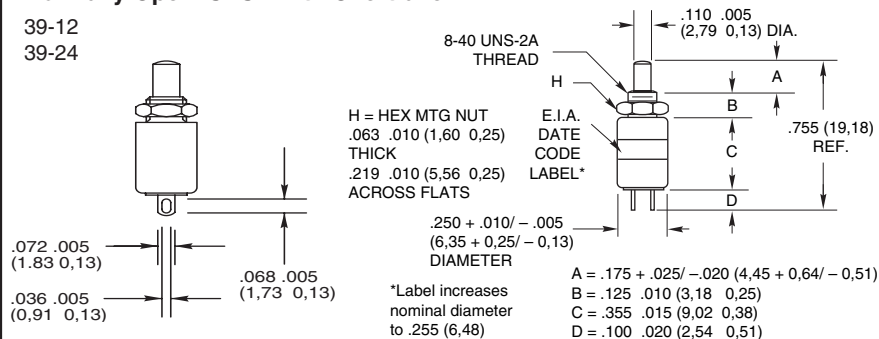 39-12
39-24
8-40 UNS-2A
THREAD
H
.110 .005
(2,79 0,13) DIA.
A
B
C
D
.755 (19,18)
REF.
H = HEX MTG NUT
.063 .010 (1,60 0,25)
THICK
.219 .010 (5,56 0,25)
ACROSS FLATS
E.I.A.
DATE
CODE
LABEL*
.250 + .010/ – .005
(6,35 + 0,25/ – 0,13)
DIAMETER
.072 .005
(1.83 0,13)
.036 .005
(0,91 0,13)
.068 .005
(1,73 0,13)
*Label increases
nominal diameter
to .255 (6,48)
A = .175 + .025/ –.020 (4,45 + 0,64/ – 0,51)
B = .125 .010 (3,18 0,25)
C = .355 .015 (9,02 0,38)
D = .100 .020 (2,54 0,51)